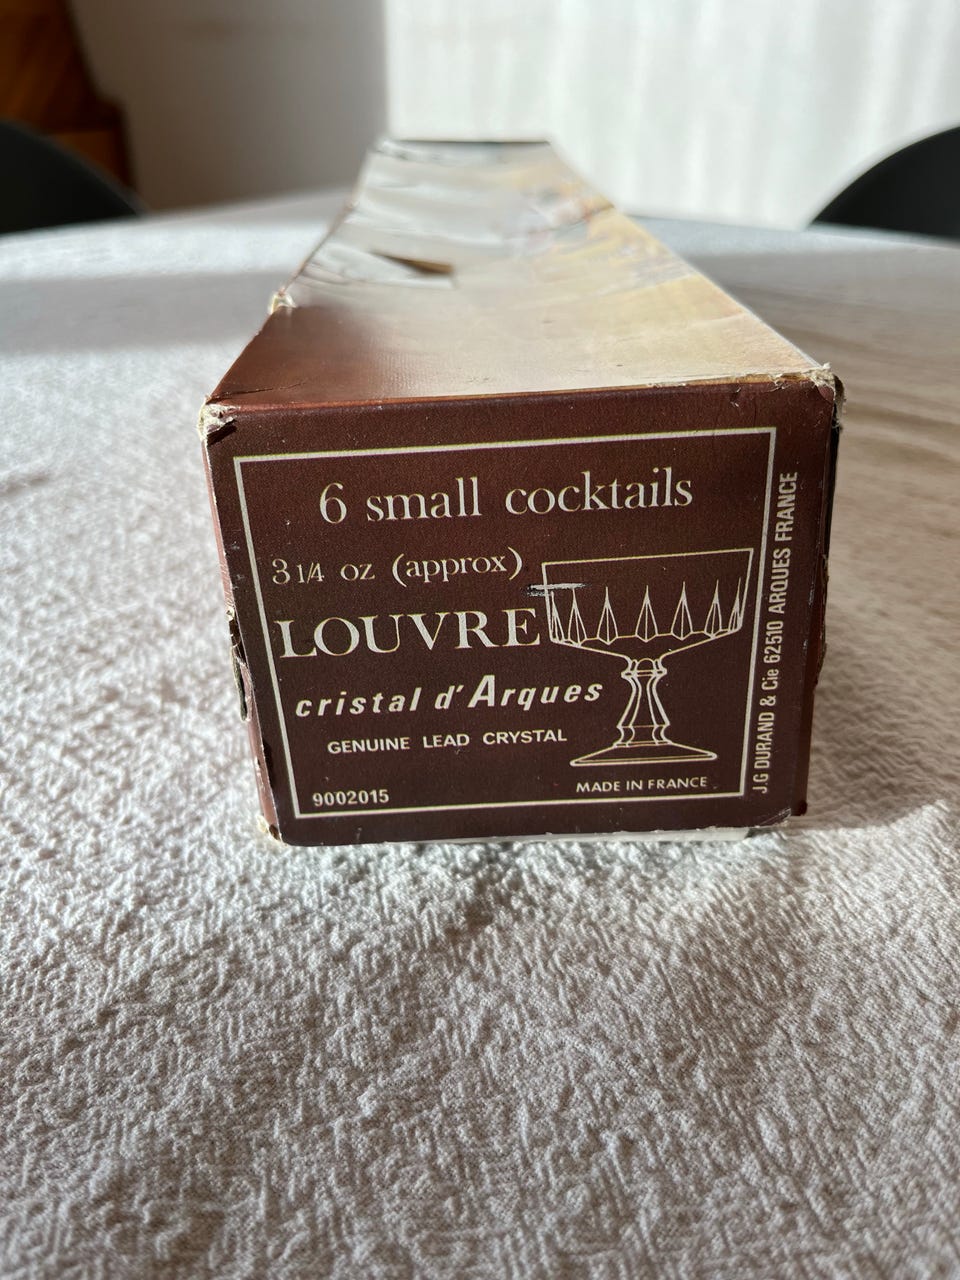 6 small cocktails
3 1/4 oz (approx)
LOUVRE
cristal d'Arques
GENUINE LEAD CRYSTAL
9002015
MADE IN FRANCE
J.G DURAND & Cie 62510 ARQUES FRANCE